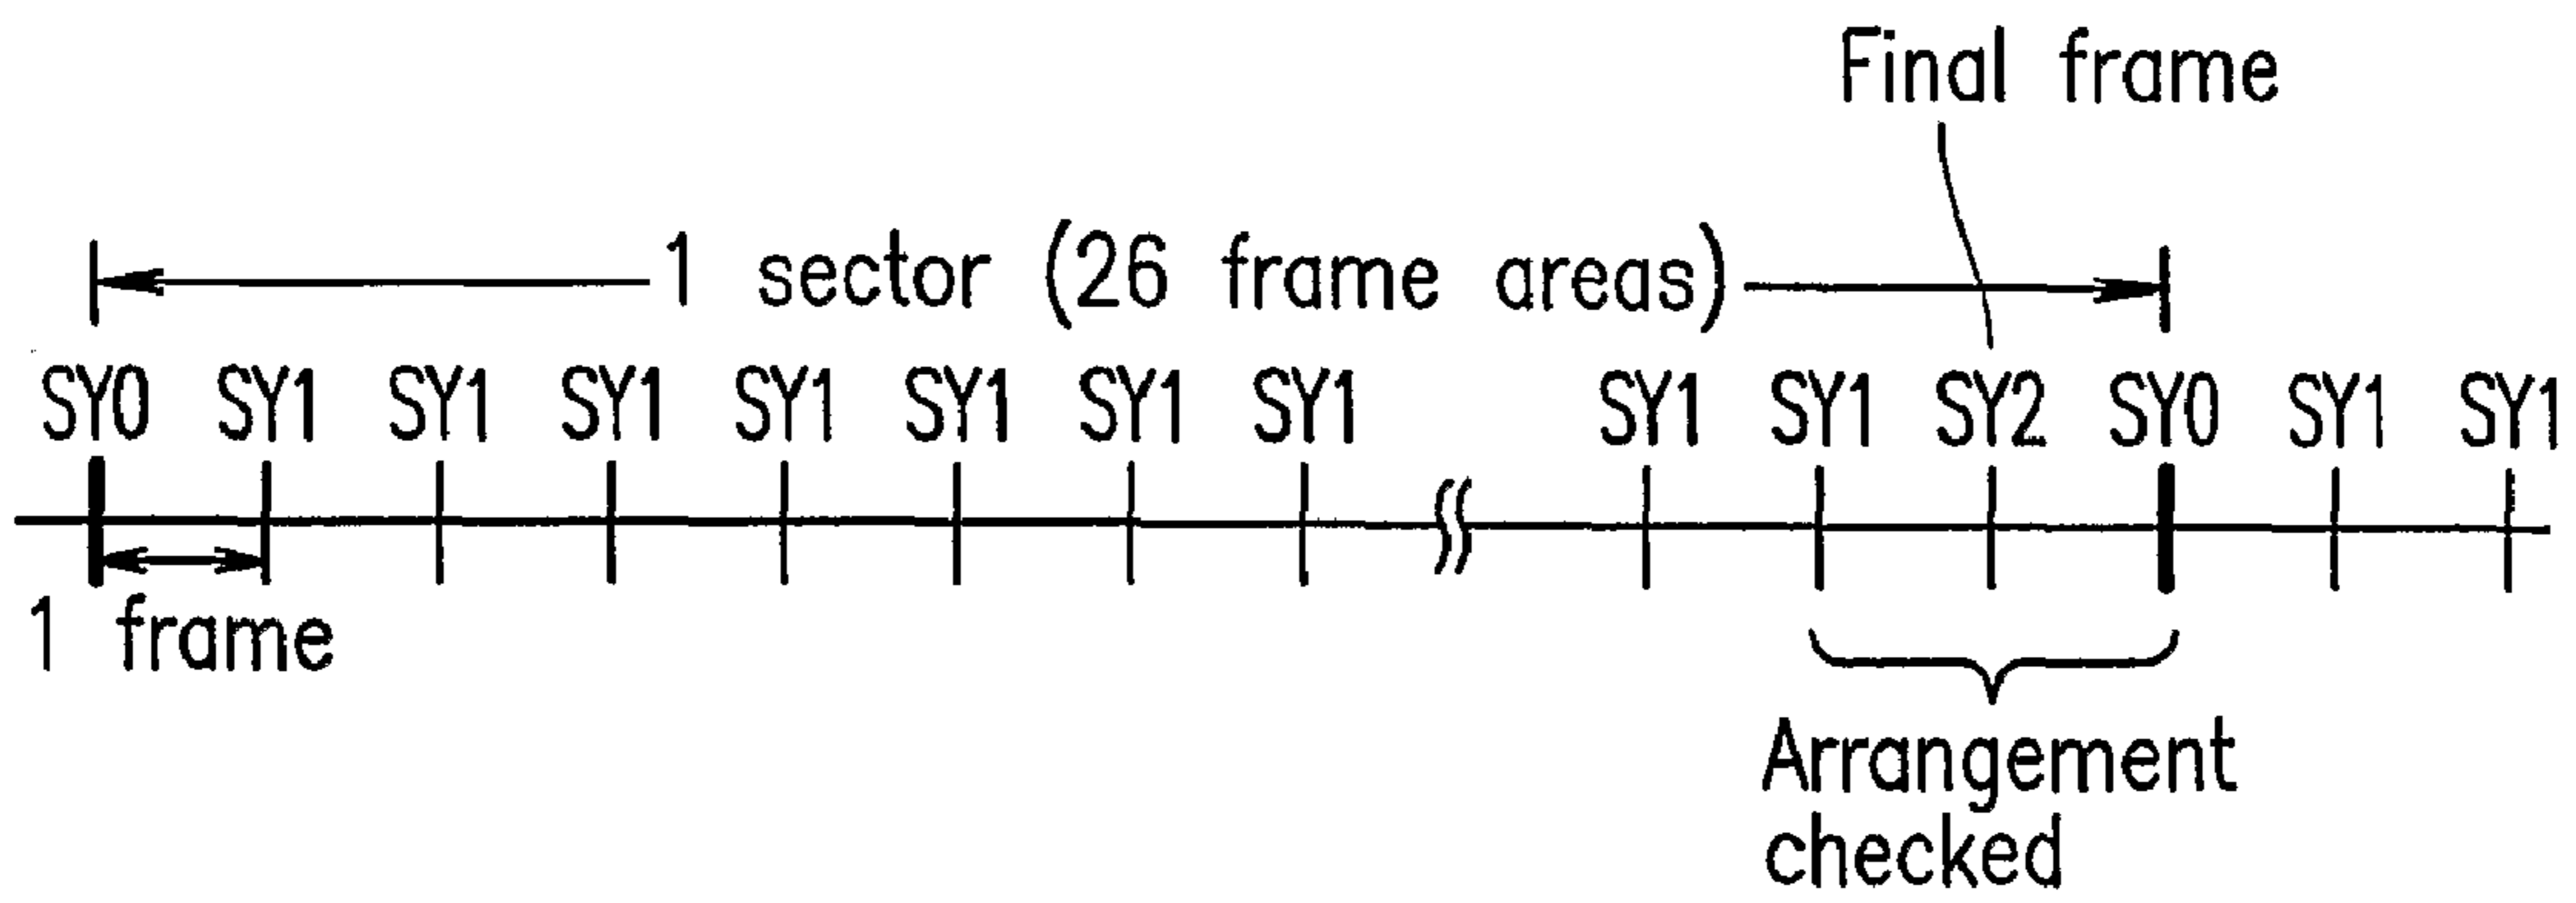 Final frame
1 sector (26 frame areas)
SY0 SY1 SY1 SY1 SY1 SY1 SY1 SY1 SY1 SY1 SY2 SY0 SY1 SY1
1 frame
Arrangement
checked